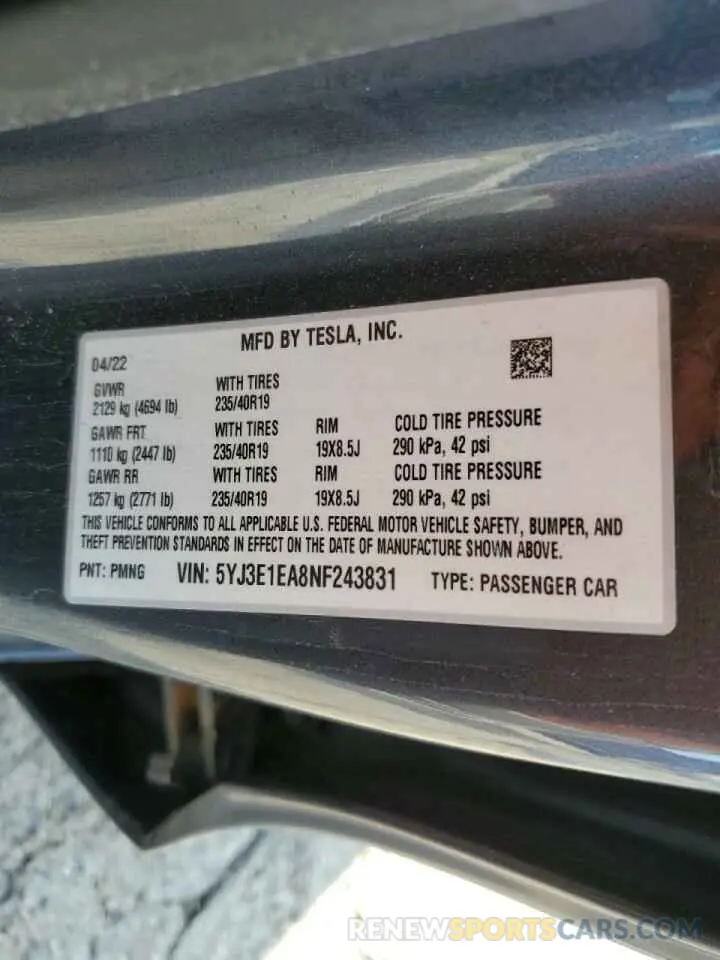 MFD BY TESLA, INC.
04/22
GVWR WITH TIRES
2129 kg (4694 lb) 235/40R19
GAWR FRT WITH TIRES RIM COLD TIRE PRESSURE
1110 kg (2447 lb) 235/40R19 19X8.5J 290 kPa, 42 psi
GAWR RR WITH TIRES RIM COLD TIRE PRESSURE
1257 kg (2771 lb) 235/40R19 19X8.5J 290 kPa, 42 psi
THIS VEHICLE CONFORMS TO ALL APPLICABLE U.S. FEDERAL MOTOR VEHICLE SAFETY, BUMPER, AND
THEFT PREVENTION STANDARDS IN EFFECT ON THE DATE OF MANUFACTURE SHOWN ABOVE.
PNT: PMNG VIN: 5YJ3E1EA8NF243831 TYPE: PASSENGER CAR
RENEWSPORTSCARS.COM